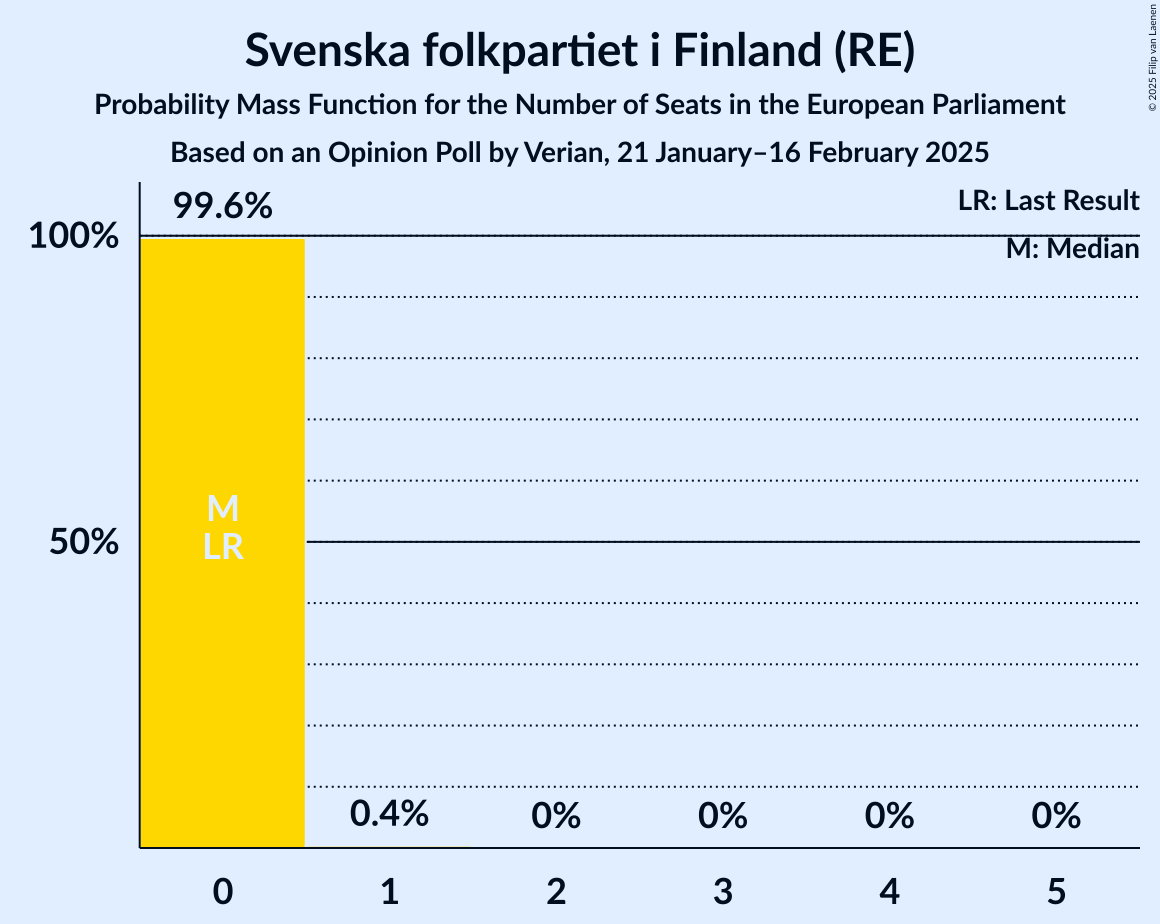 Svenska folkpartiet i Finland (RE)
Probability Mass Function for the Number of Seats in the European Parliament
Based on an Opinion Poll by Verian, 21 January–16 February 2025
© 2025 Filip van Laenen
LR: Last Result
M: Median
99.6%
100%
50%
M
LR
0.4%
0%
0%
0%
0%
0
1
2
3
4
5